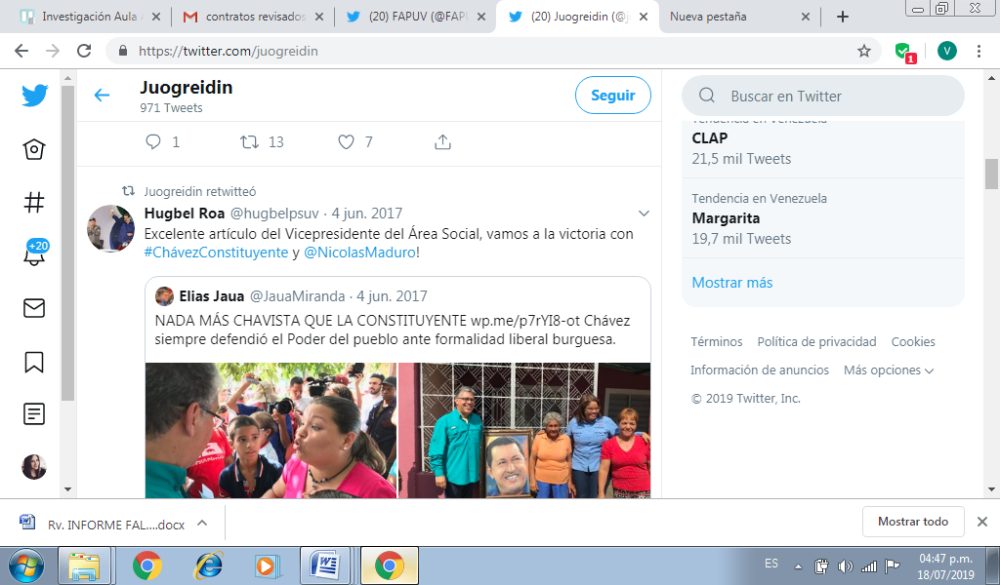 Investigación Aula
contratos revisados
(20) FAPUV (@FAPU
(20) Juogreidin (@j
Nueva pestaña
https://twitter.com/juogreidin
1
V
Juogreidin
971 Tweets
Seguir
Buscar en Twitter
1
13
7
Tendencia en Venezuela
CLAP
21,5 mil Tweets
Tendencia en Venezuela
Margarita
19,7 mil Tweets
Mostrar más
Términos Política de privacidad Cookies
Información de anuncios Más opciones
© 2019 Twitter, Inc.
+20
Juogreidin retwitteó
Hugbel Roa @hugbelpsuv · 4 jun. 2017
Excelente artículo del Vicepresidente del Área Social, vamos a la victoria con
#ChávezConstituyente y @NicolasMaduro!
Elias Jaua @JauaMiranda · 4 jun. 2017
NADA MÁS CHAVISTA QUE LA CONSTITUYENTE wp.me/p7rYI8-ot Chávez
siempre defendió el Poder del pueblo ante formalidad liberal burguesa.
Rv. INFORME FAL....docx
Mostrar todo
ES
04:47 p.m.
18/07/2019